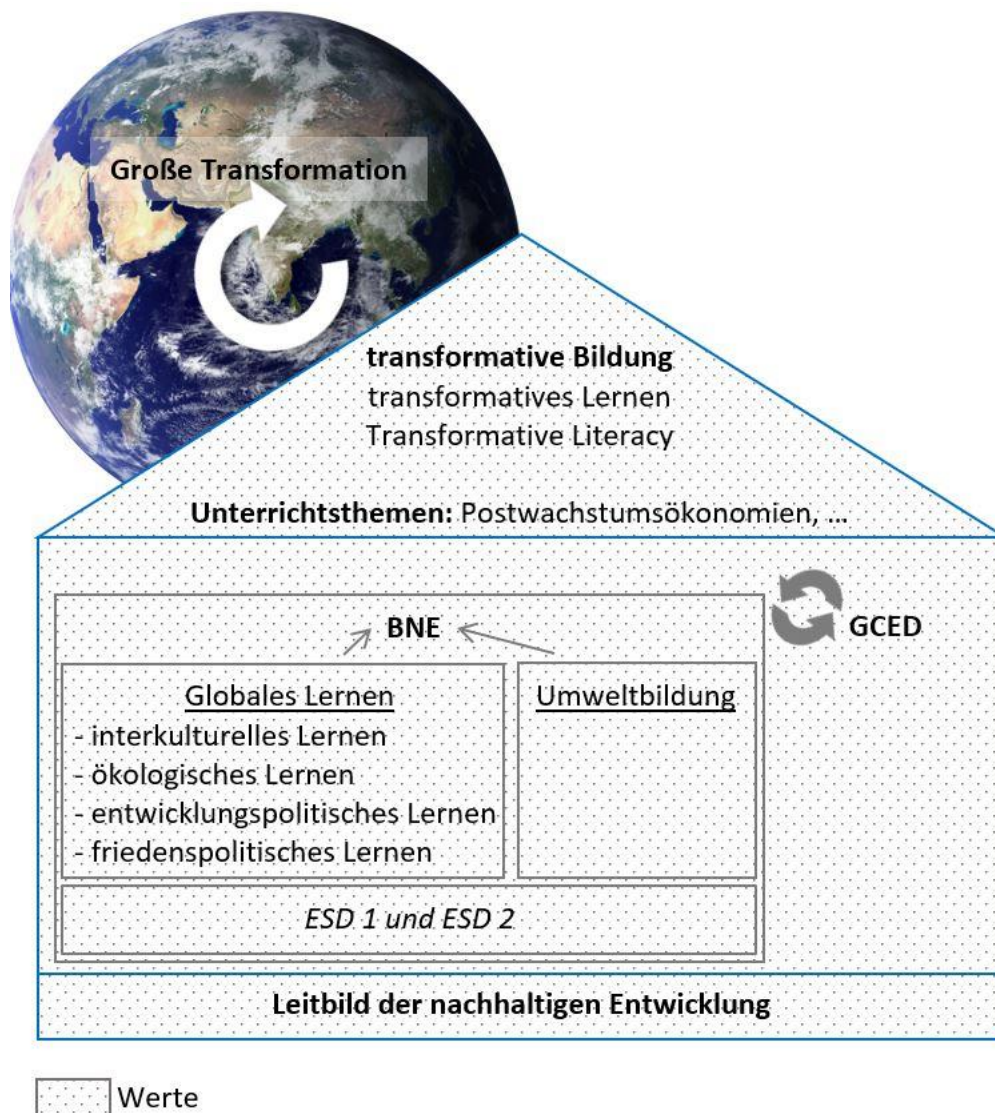 Große Transformation
transformative Bildung
transformatives Lernen
Transformative Literacy
Unterrichtsthemen: Postwachstumsökonomien, ...
BNE
GCED
Globales Lernen
- interkulturelles Lernen
- ökologisches Lernen
- entwicklungspolitisches Lernen
- friedenspolitisches Lernen
Umweltbildung
ESD 1 und ESD 2
Leitbild der nachhaltigen Entwicklung
Werte